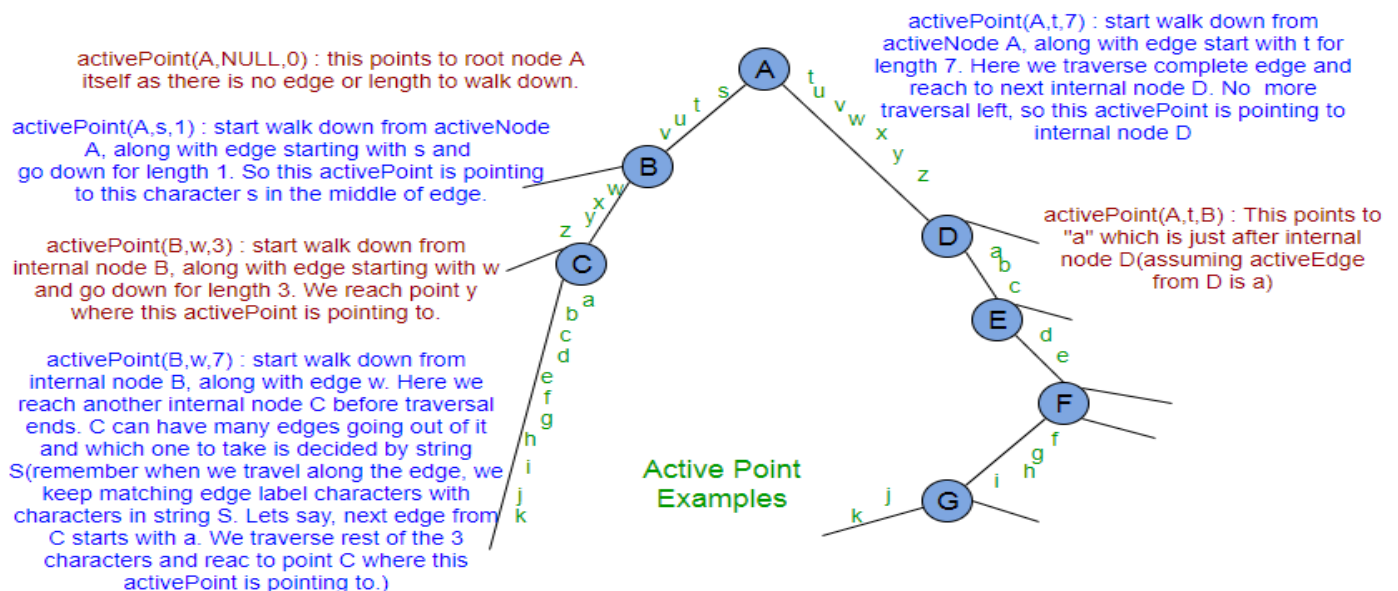 activePoint(A,NULL,0) : this points to root node A
itself as there is no edge or length to walk down.
activePoint(A,s,1) : start walk down from activeNode
A, along with edge starting with s and
go down for length 1. So this activePoint is pointing
to this character s in the middle of edge.
activePoint(B,w,3) : start walk down from
internal node B, along with edge starting with w
and go down for length 3. We reach point y
where this activePoint is pointing to.
activePoint(B,w,7) : start walk down from
internal node B, along with edge w. Here we
reach another internal node C before traversal
ends. C can have many edges going out of it
and which one to take is decided by string
S(remember when we travel along the edge, we
keep matching edge label characters with
characters in string S. Lets say, next edge from
C starts with a. We traverse rest of the 3
characters and reac to point C where this
activePoint is pointing to.)
A
s
t
u
v
B
w
x
y
z
C
a
b
c
d
e
f
g
h
i
j
k
t
u
v
w
x
y
z
D
a
b
c
E
d
e
F
f
g
h
i
G
j
k
Active Point
Examples
activePoint(A,t,7) : start walk down from
activeNode A, along with edge start with t for
length 7. Here we traverse complete edge and
reach to next internal node D. No more
traversal left, so this activePoint is pointing to
internal node D
activePoint(A,t,B) : This points to
"a" which is just after internal
node D(assuming activeEdge
from D is a)